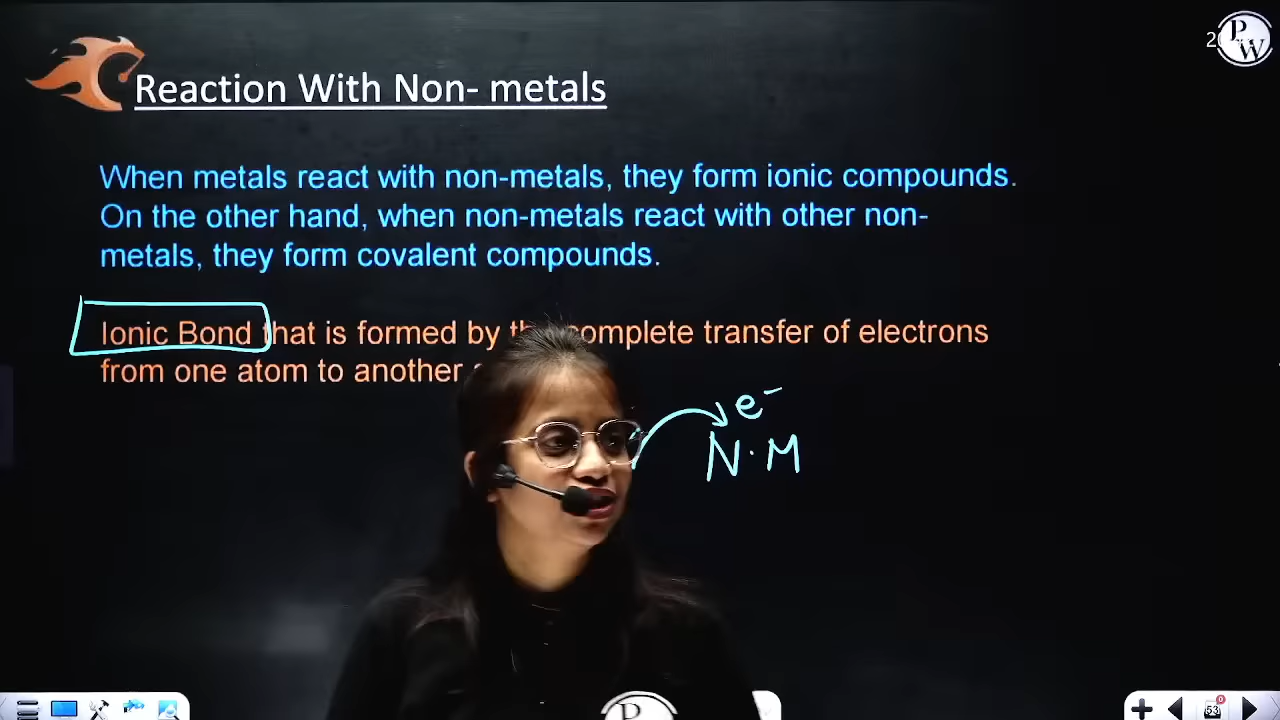 Reaction With Non- metals
When metals react with non-metals, they form ionic compounds.
On the other hand, when non-metals react with other non-
metals, they form covalent compounds.
Ionic Bond that is formed by complete transfer of electrons
from one atom to another
e⁻
N.M
P
W
53
P